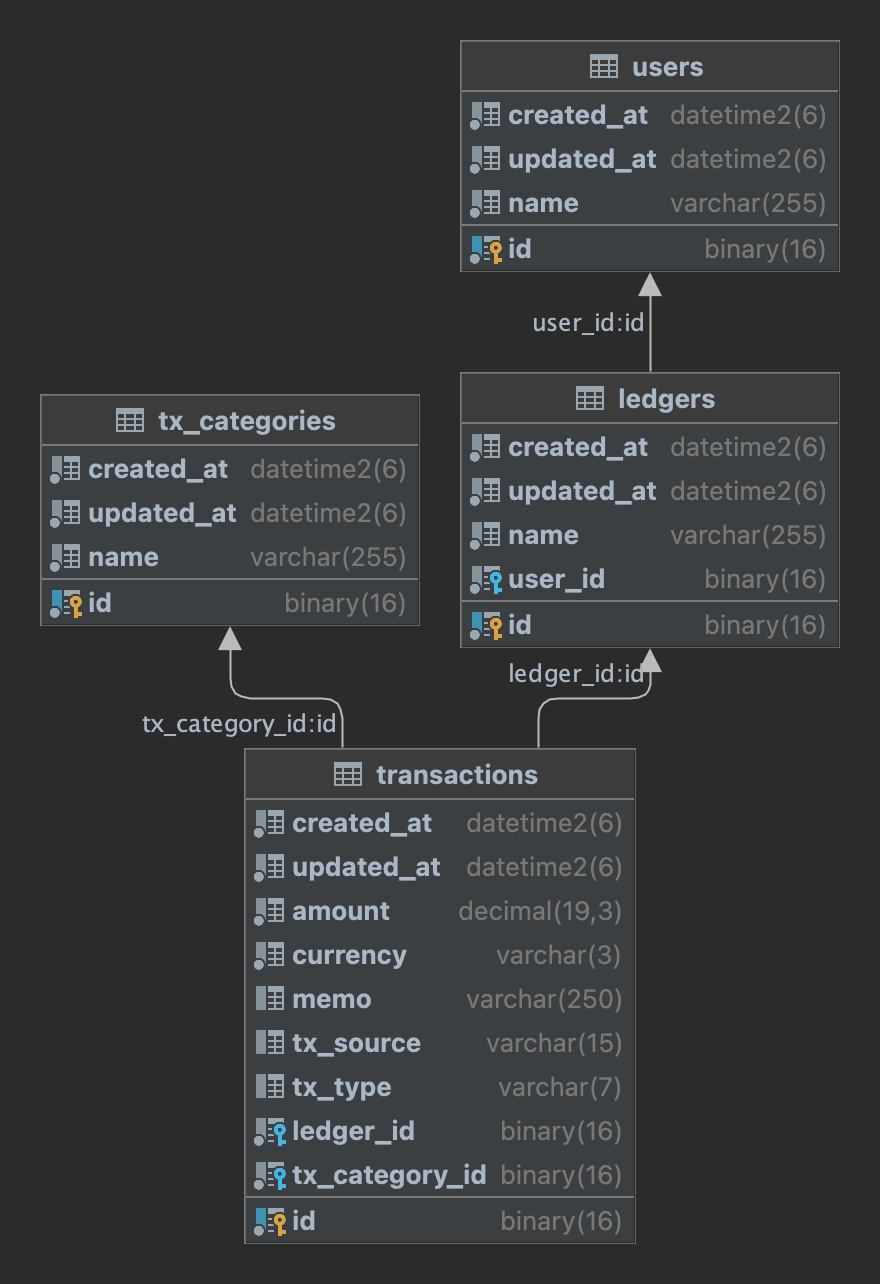 users
created_at datetime2(6)
updated_at datetime2(6)
name varchar(255)
id binary(16)
user_id:id
ledgers
created_at datetime2(6)
updated_at datetime2(6)
name varchar(255)
user_id binary(16)
id binary(16)
tx_categories
created_at datetime2(6)
updated_at datetime2(6)
name varchar(255)
id binary(16)
ledger_id:id
tx_category_id:id
transactions
created_at datetime2(6)
updated_at datetime2(6)
amount decimal(19,3)
currency varchar(3)
memo varchar(250)
tx_source varchar(15)
tx_type varchar(7)
ledger_id binary(16)
tx_category_id binary(16)
id binary(16)